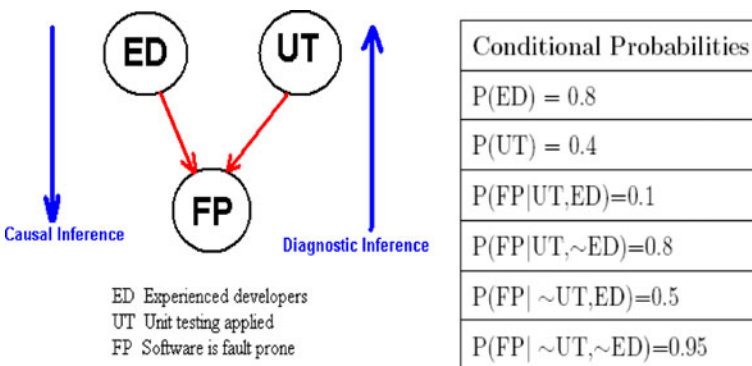 ED
UT
FP
Causal Inference
Diagnostic Inference
ED Experienced developers
UT Unit testing applied
FP Software is fault prone
Conditional Probabilities
P(ED) = 0.8
P(UT) = 0.4
P(FP|UT,ED)=0.1
P(FP|UT,~ED)=0.8
P(FP| ~UT,ED)=0.5
P(FP| ~UT,~ED)=0.95